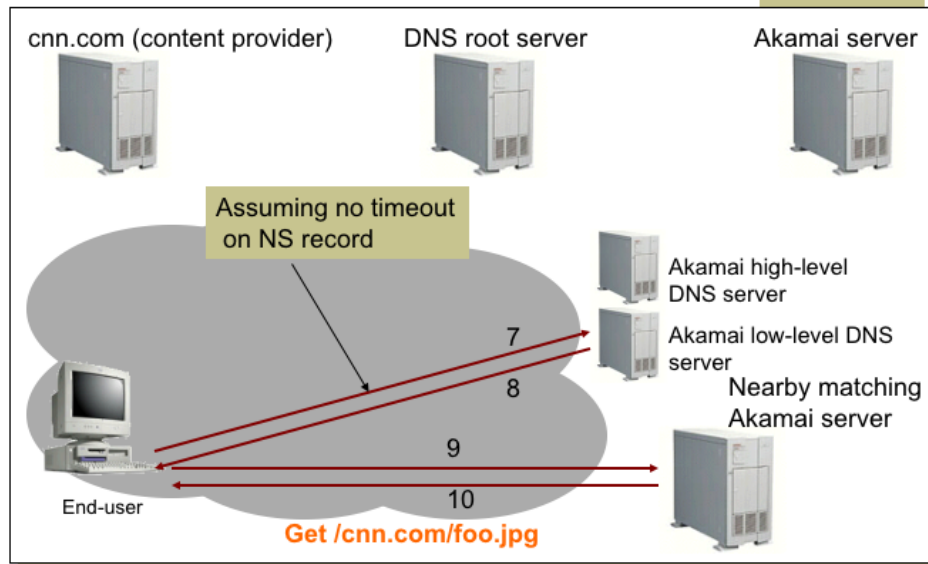 cnn.com (content provider)
DNS root server
Akamai server
Assuming no timeout
on NS record
Akamai high-level
DNS server
7
Akamai low-level DNS
server
8
Nearby matching
Akamai server
9
End-user
10
Get /cnn.com/foo.jpg